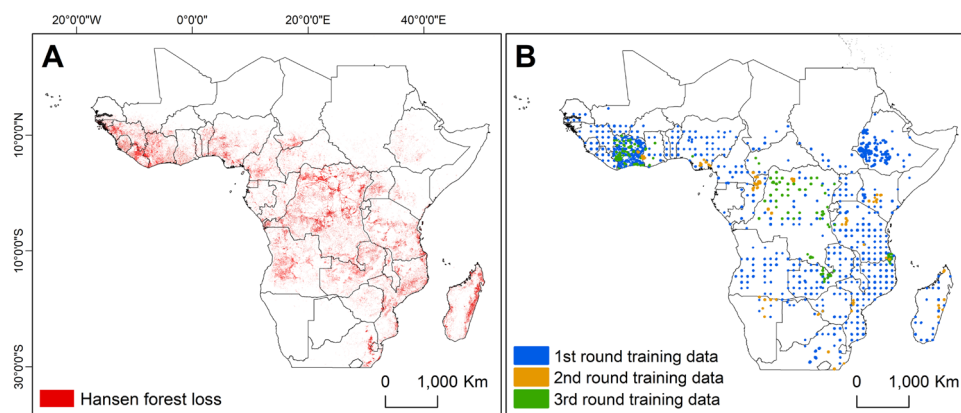 20°0'0"W 0°0'0" 20°0'0"E 40°0'0"E
A
B
10°0'0"N
10°0'0"S
30°0'0"S
Hansen forest loss
0 1,000 Km
1st round training data
2nd round training data
3rd round training data
0 1,000 Km